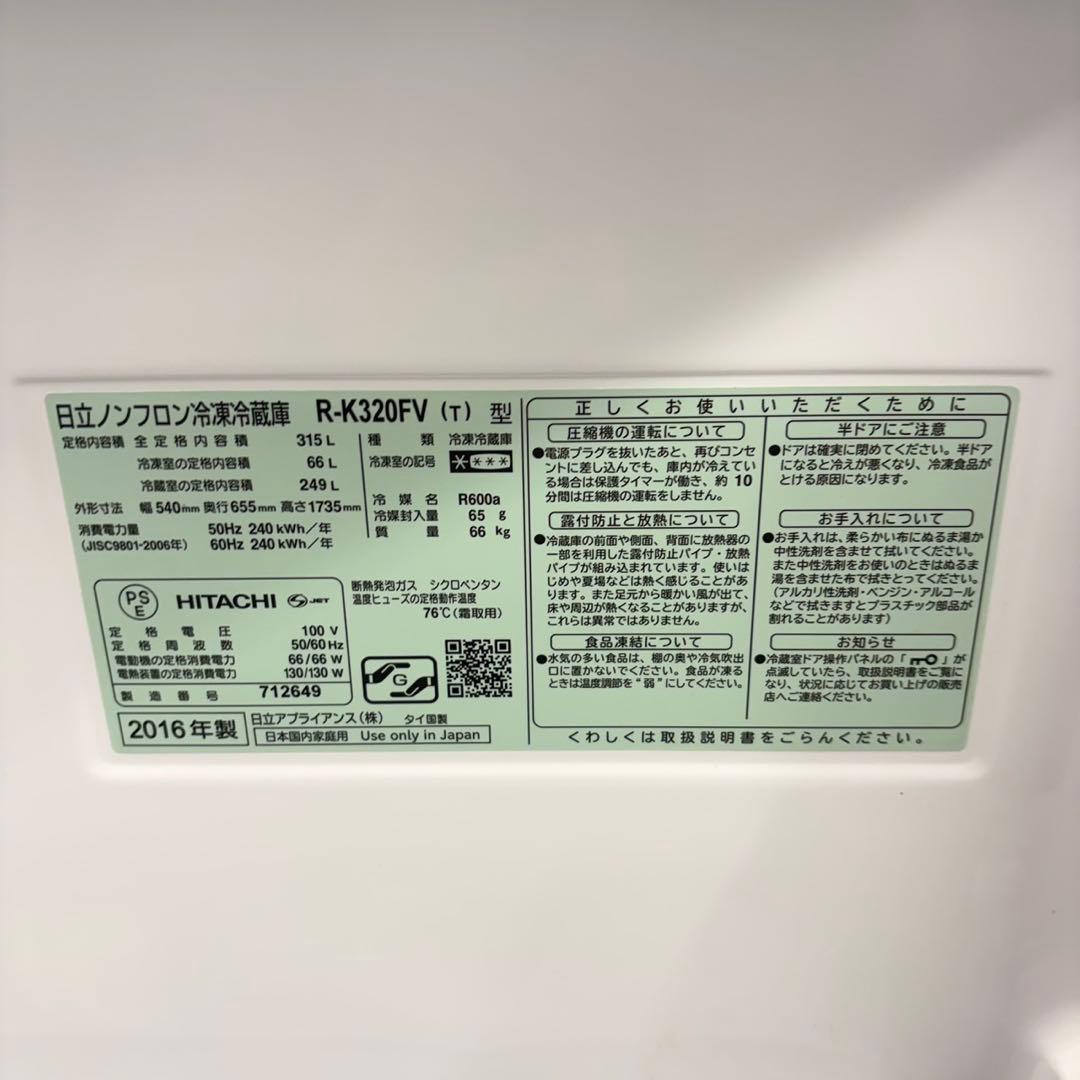 日立ノンフロン冷凍冷蔵庫 R-K320FV (T) 型
定格内容積 全定格内容積 315 L
冷凍室の定格内容積 66 L
冷蔵室の定格内容積 249 L
外形寸法 幅540mm 奥行655mm 高さ1735mm
消費電力量 50Hz 240 kWh/年
(JISC9801-2006年) 60Hz 240 kWh/年
種類 冷凍冷蔵庫
冷凍室の記号 ****
冷媒名 R600a
冷媒封入量 65 g
質量 66 kg
PSE HITACHI S JET
定格電圧 100 V
定格周波数 50/60 Hz
電動機の定格消費電力 66/66 W
電熱装置の定格消費電力 130/130 W
製造番号 712649
断熱発泡ガス シクロペンタン
温度ヒューズの定格動作温度
76℃(霜取用)
G
2016年製
日立アプライアンス(株) タイ国製
日本国内家庭用 Use only in Japan
正しくお使いいただくために
圧縮機の運転について
●電源プラグを抜いたあと、再びコンセ
ントに差し込んでも、庫内が冷えてい
る場合は保護タイマーが働き、約10
分間は圧縮機の運転をしません。
露付防止と放熱について
●冷蔵庫の前面や側面、背面に放熱器の
一部を利用した露付防止パイプ・放熱
パイプが組み込まれています。使いは
じめや夏場などは熱く感じることがあ
ります。また足元から暖かい風が出て、
床や周辺が熱くなることがありますが、
これらは異常ではありません。
食品凍結について
●水気の多い食品は、棚の奥や冷気吹出
口に置かないでください。食品が凍る
ときは温度調節を“弱”にしてください。
半ドアにご注意
●ドアは確実に閉めてください。半ドア
になると冷えが悪くなり、冷凍食品が
とける原因になります。
お手入れについて
●お手入れは、柔らかい布にぬるま湯か
中性洗剤を含ませて拭いてください。
また中性洗剤をお使いのときはぬるま
湯を含ませた布で拭きとってください。
(アルカリ性洗剤・ベンジン・アルコール
などで拭きますとプラスチック部品が
割れることがあります)
お知らせ
●冷蔵室ドア操作パネルの「 」が
点滅していたら、取扱説明書をご覧に
なり、状況に応じてお買い上げの販売
店へご連絡ください。
くわしくは取扱説明書をごらんください。